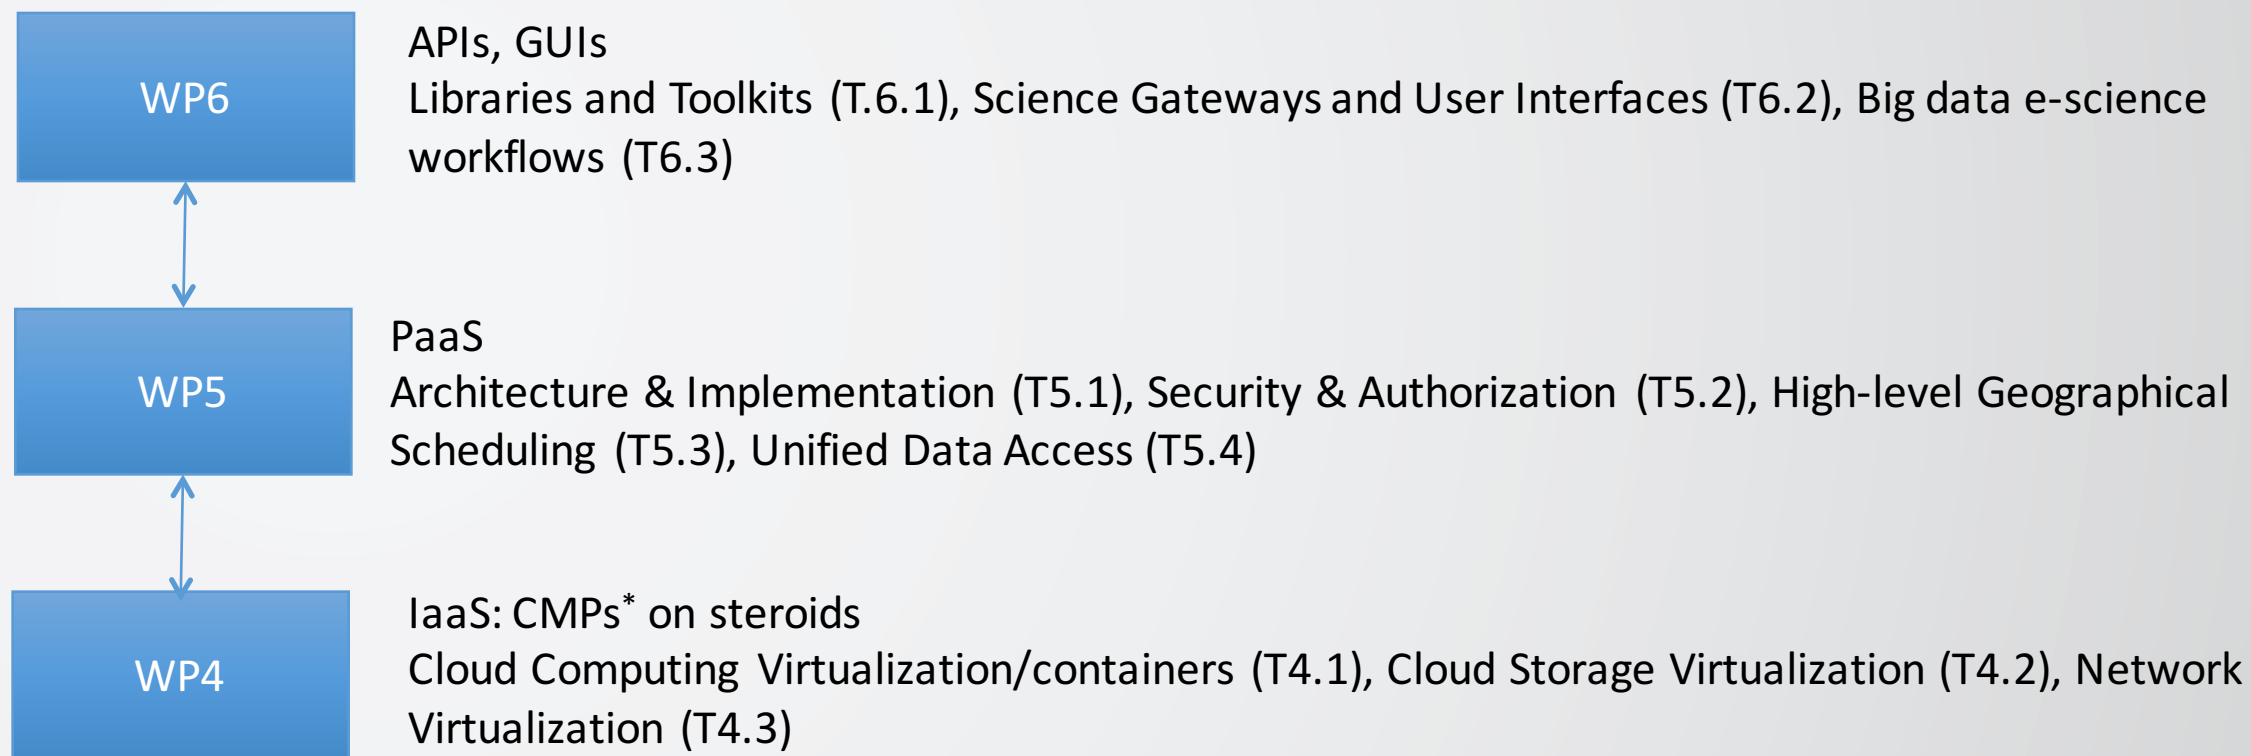 WP6
APIs, GUIs
Libraries and Toolkits (T.6.1), Science Gateways and User Interfaces (T6.2), Big data e-science
workflows (T6.3)
WP5
PaaS
Architecture & Implementation (T5.1), Security & Authorization (T5.2), High-level Geographical
Scheduling (T5.3), Unified Data Access (T5.4)
WP4
IaaS: CMPs* on steroids
Cloud Computing Virtualization/containers (T4.1), Cloud Storage Virtualization (T4.2), Network
Virtualization (T4.3)